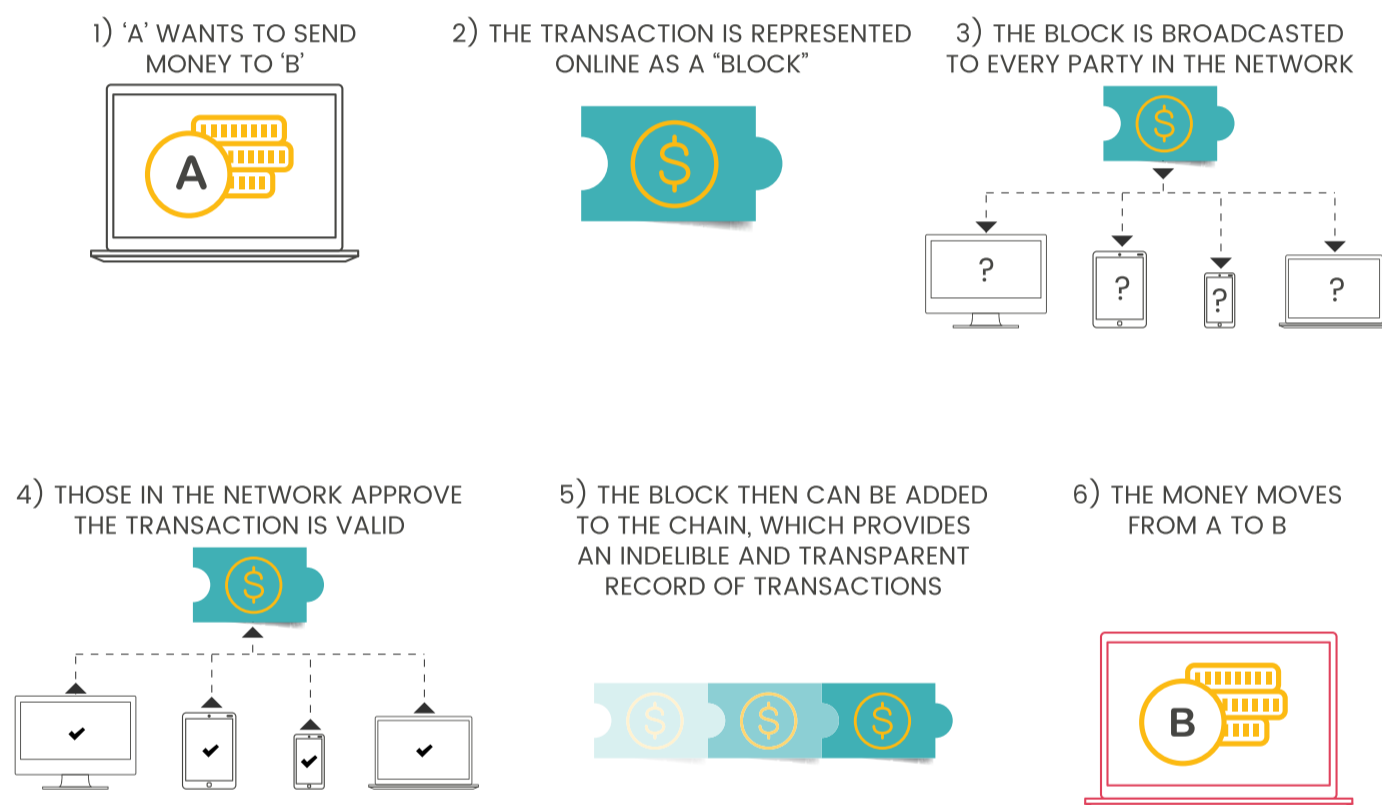 1) ‘A’ WANTS TO SEND
MONEY TO ‘B’
2) THE TRANSACTION IS REPRESENTED
ONLINE AS A “BLOCK”
3) THE BLOCK IS BROADCASTED
TO EVERY PARTY IN THE NETWORK
A
$
$
?
?
?
?
4) THOSE IN THE NETWORK APPROVE
THE TRANSACTION IS VALID
5) THE BLOCK THEN CAN BE ADDED
TO THE CHAIN, WHICH PROVIDES
AN INDELIBLE AND TRANSPARENT
RECORD OF TRANSACTIONS
6) THE MONEY MOVES
FROM A TO B
$
$ $ $
B